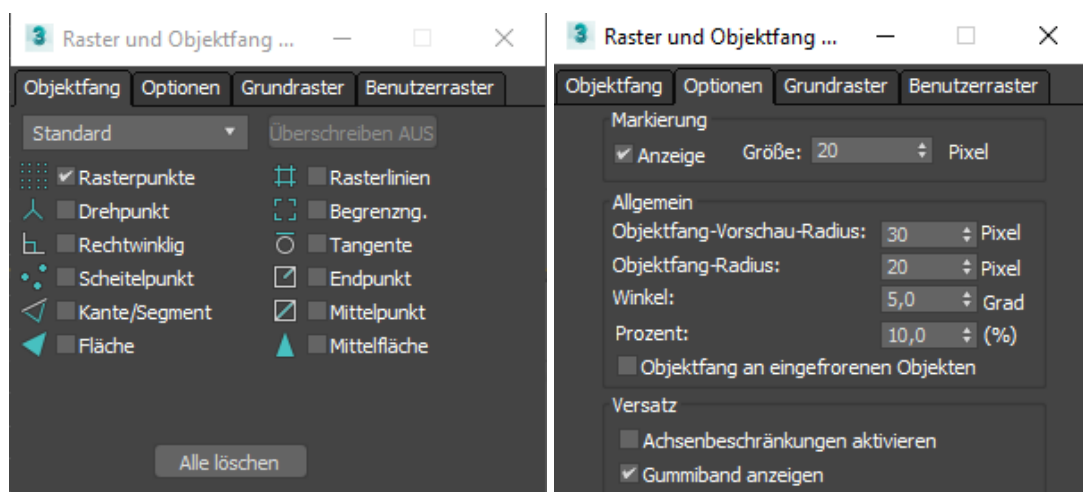 3 Raster und Objektfang ...
Objektfang Optionen Grundraster Benutzerraster
Standard Überschreiben AUS
Rasterpunkte Rasterlinien
Drehpunkt Begrenzng.
Rechtwinklig Tangente
Scheitelpunkt Endpunkt
Kante/Segment Mittelpunkt
Fläche Mittelfläche
Alle löschen
3 Raster und Objektfang ...
Objektfang Optionen Grundraster Benutzerraster
Markierung
Anzeige Größe: 20 Pixel
Allgemein
Objektfang-Vorschau-Radius: 30 Pixel
Objektfang-Radius: 20 Pixel
Winkel: 5,0 Grad
Prozent: 10,0 (%)
Objektfang an eingefrorenen Objekten
Versatz
Achsenbeschränkungen aktivieren
Gummiband anzeigen